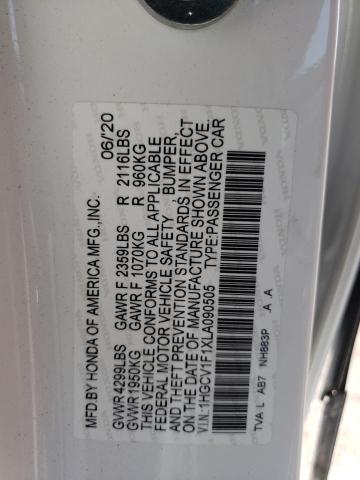 MFD BY HONDA OF AMERICA MFG.,INC. 06/20
GVWR 4299LBS GAWR F 2359LBS R 2116LBS
GVWR 1950KG GAWR F 1070KG R 960KG
THIS VEHICLE CONFORMS TO ALL APPLICABLE
FEDERAL MOTOR VEHICLE SAFETY , BUMPER,
AND THEFT PREVENTION STANDARDS IN EFFECT
ON THE DATE OF MANUFACTURE SHOWN ABOVE.
V.I.N.:1HGCV1F1XLA090505 TYPE:PASSENGER CAR
TVA L AB7 NH883P A A